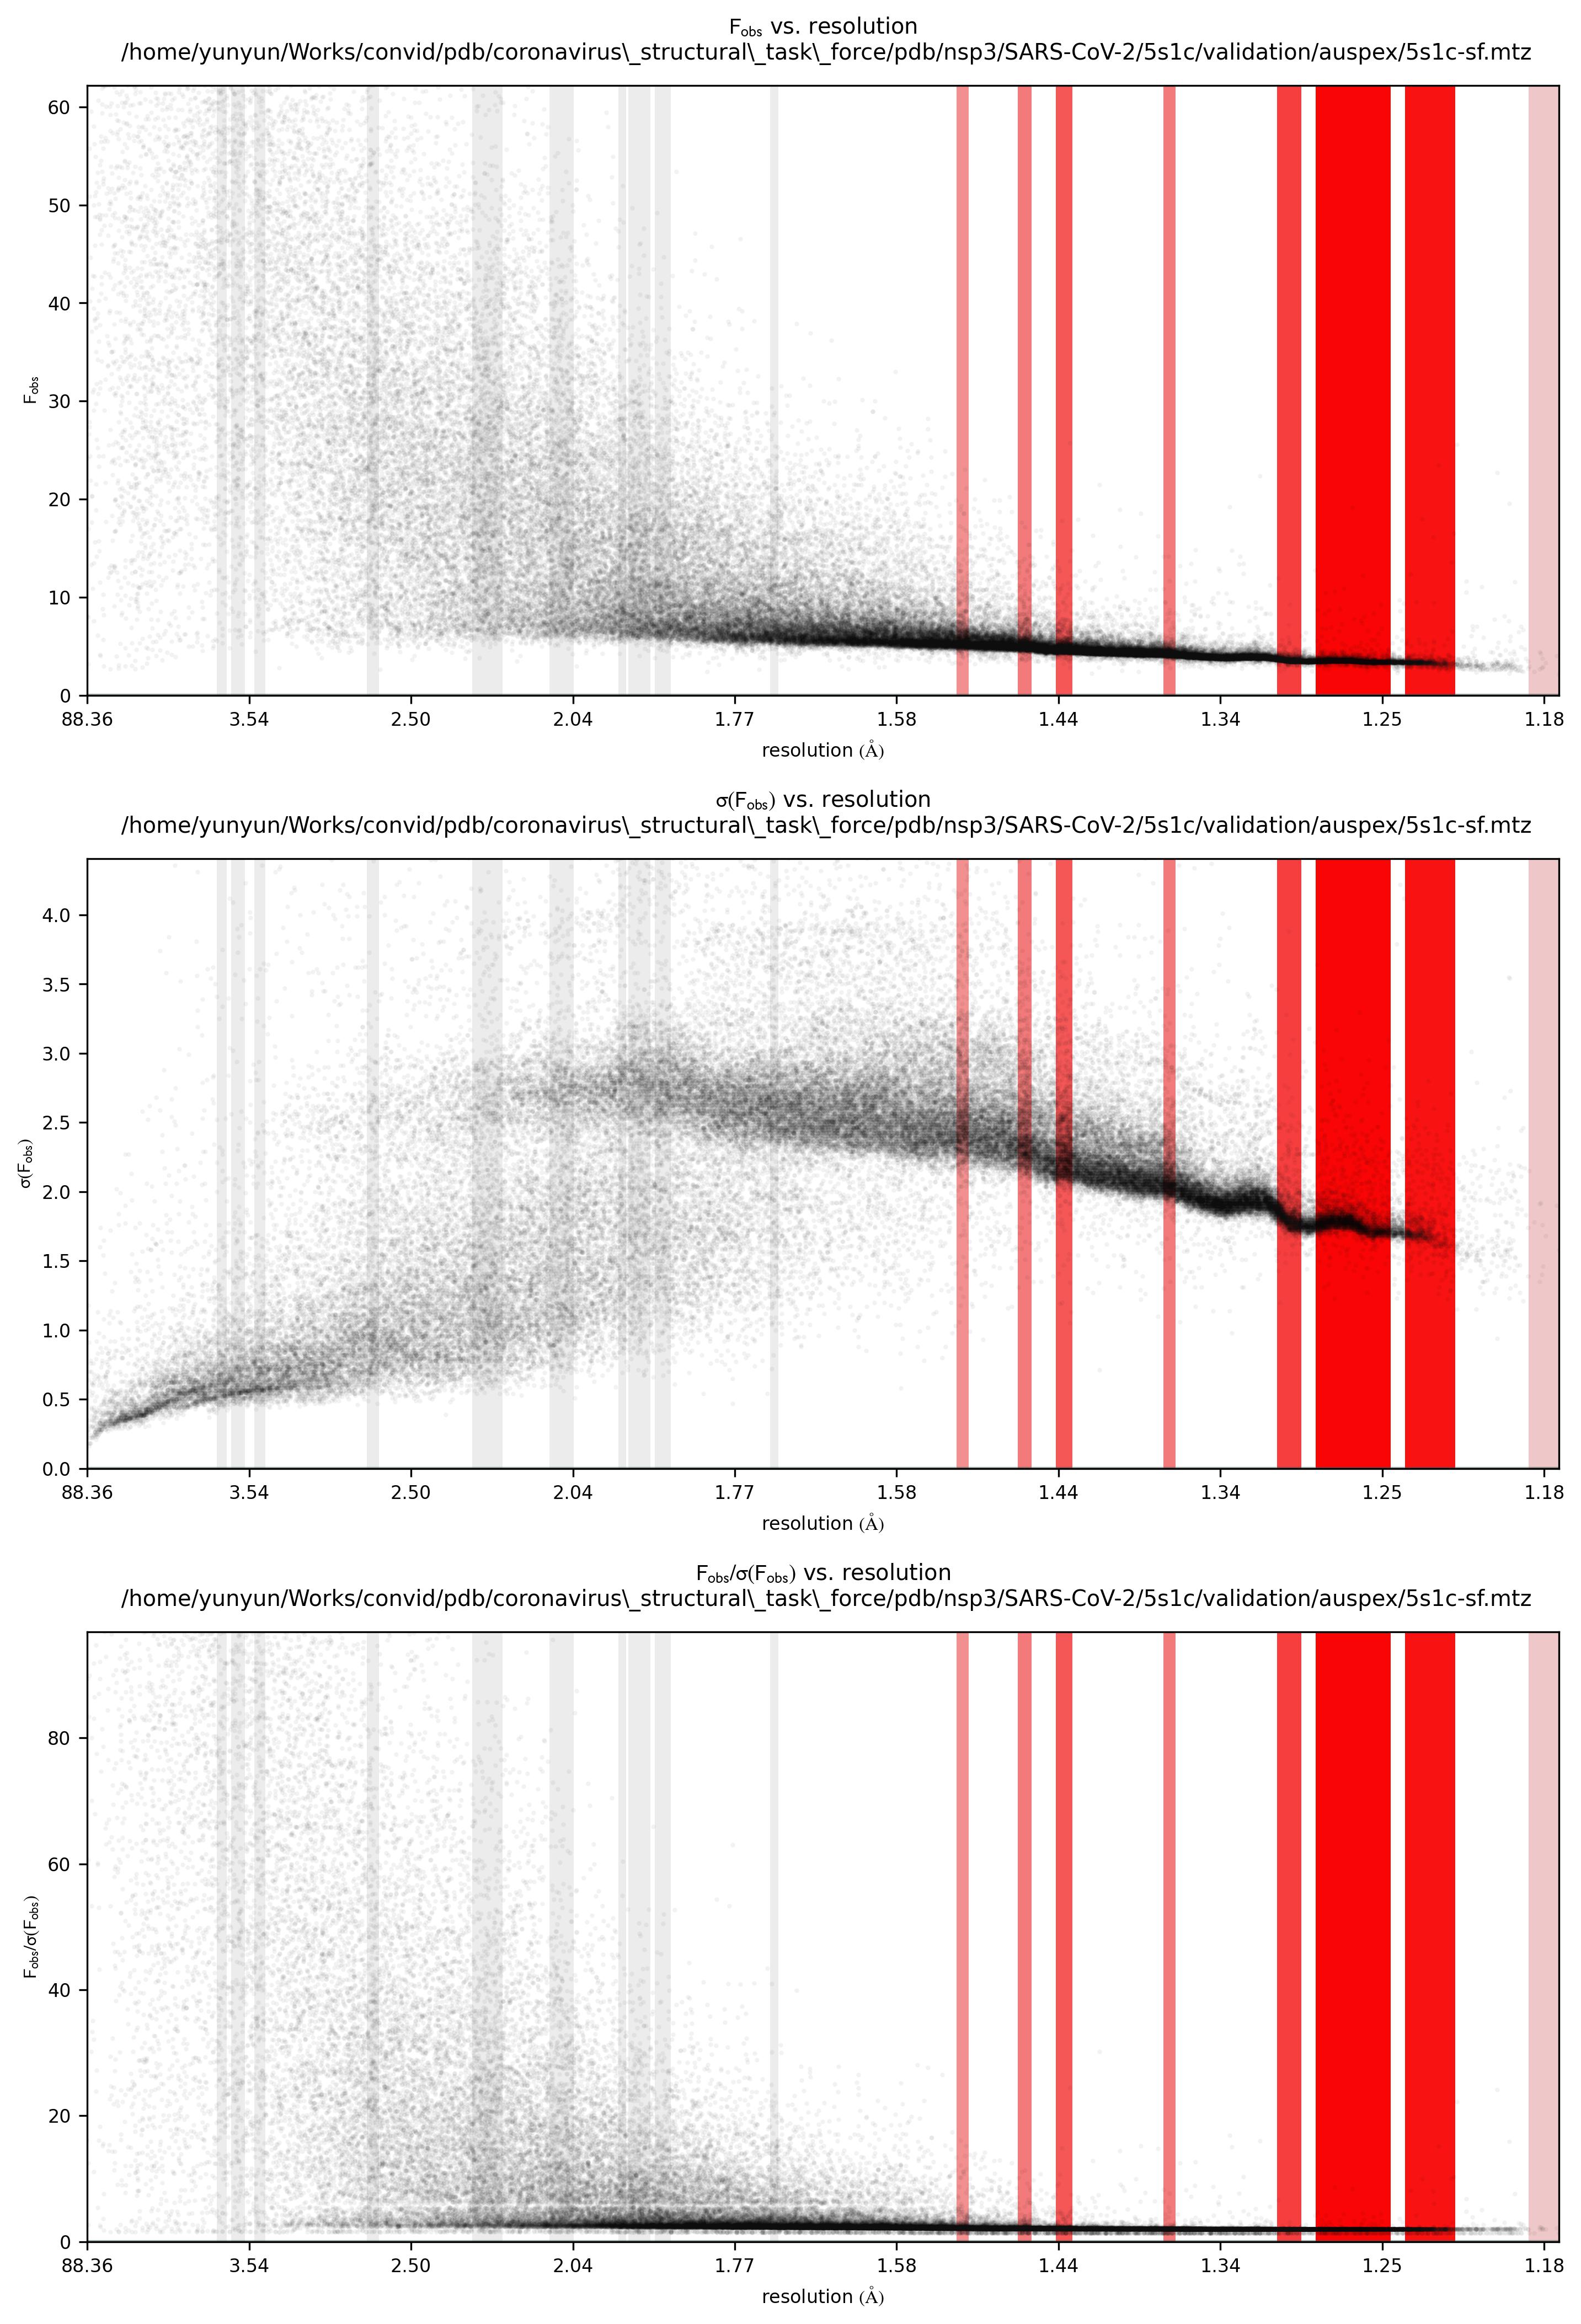 Fobs vs. resolution
/home/yunyun/Works/convid/pdb/coronavirus\_structural\_task\_force/pdb/nsp3/SARS-CoV-2/5s1c/validation/auspex/5s1c-sf.mtz
60
50
40
30
20
10
0
Fobs
88.36 3.54 2.50 2.04 1.77 1.58 1.44 1.34 1.25 1.18
resolution (Å)
σ(Fobs) vs. resolution
/home/yunyun/Works/convid/pdb/coronavirus\_structural\_task\_force/pdb/nsp3/SARS-CoV-2/5s1c/validation/auspex/5s1c-sf.mtz
4.0
3.5
3.0
2.5
2.0
1.5
1.0
0.5
0.0
σ(Fobs)
88.36 3.54 2.50 2.04 1.77 1.58 1.44 1.34 1.25 1.18
resolution (Å)
Fobs/σ(Fobs) vs. resolution
/home/yunyun/Works/convid/pdb/coronavirus\_structural\_task\_force/pdb/nsp3/SARS-CoV-2/5s1c/validation/auspex/5s1c-sf.mtz
80
60
40
20
0
Fobs/σ(Fobs)
88.36 3.54 2.50 2.04 1.77 1.58 1.44 1.34 1.25 1.18
resolution (Å)